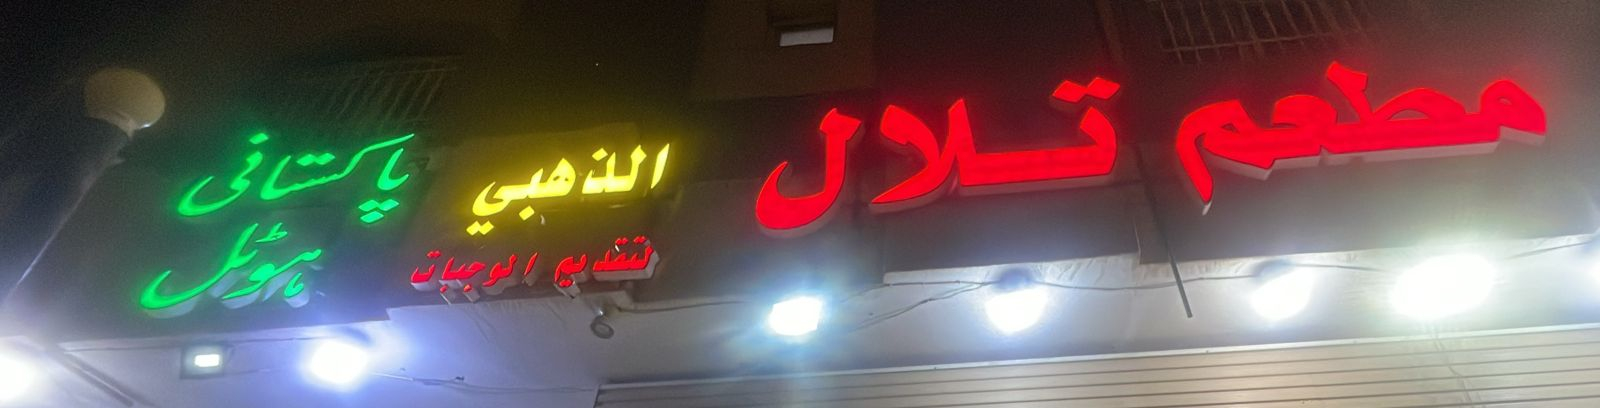 مطعم تلال
الذهبي
لتقديم الوجبات
پاکستانی
ہوٹل